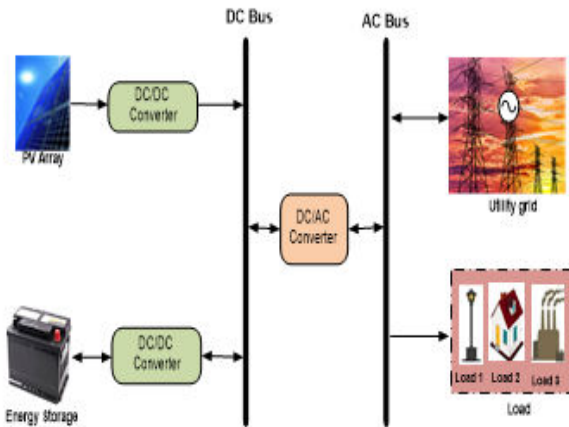 DC Bus
AC Bus
DC/DC
Converter
PV Array
Utility grid
DC/AC
Converter
DC/DC
Converter
Energy Storage
Load 1
Load 2
Load 3
Load